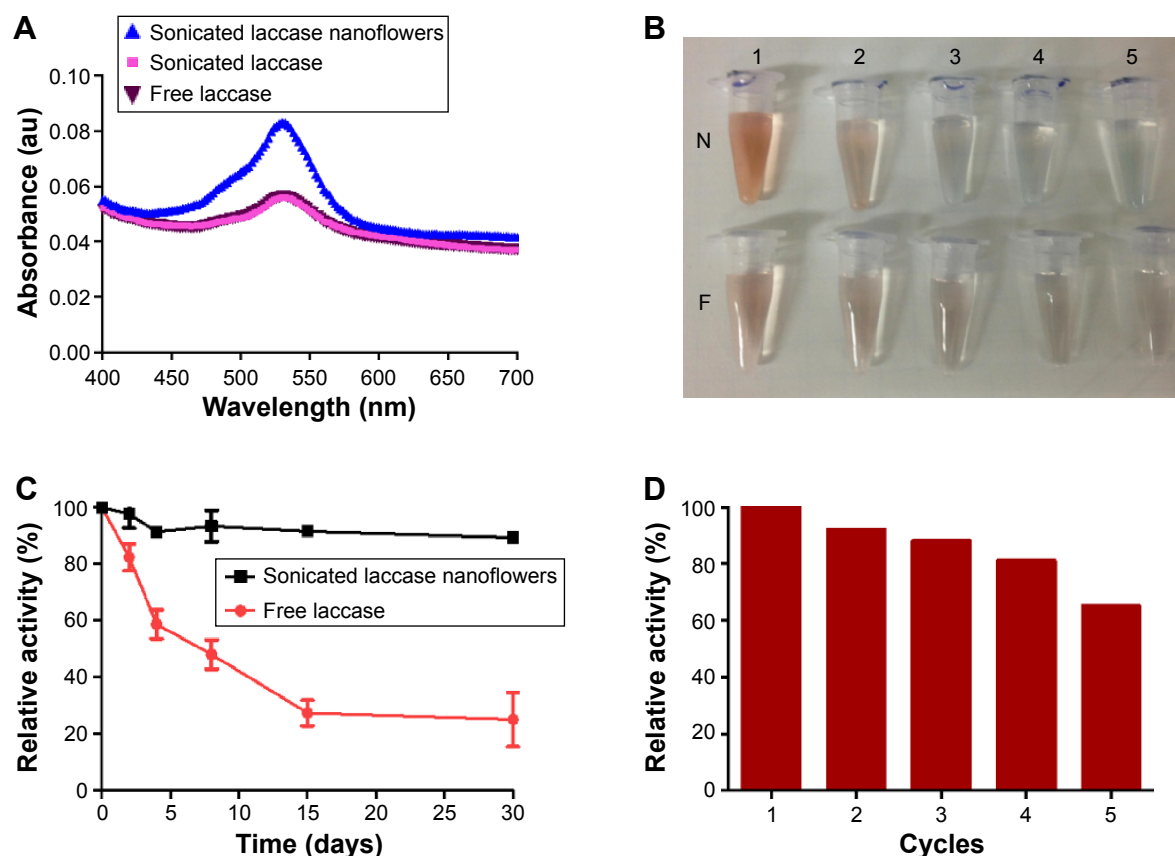 A
Sonicated laccase nanoflowers
Sonicated laccase
Free laccase
Absorbance (au)
0.10
0.08
0.06
0.04
0.02
0.00
400 450 500 550 600 650 700
Wavelength (nm)
B
1 2 3 4 5
N
F
C
Relative activity (%)
100
80
60
40
20
0
Sonicated laccase nanoflowers
Free laccase
0 5 10 15 20 25 30
Time (days)
D
Relative activity (%)
100
80
60
40
20
0
1 2 3 4 5
Cycles